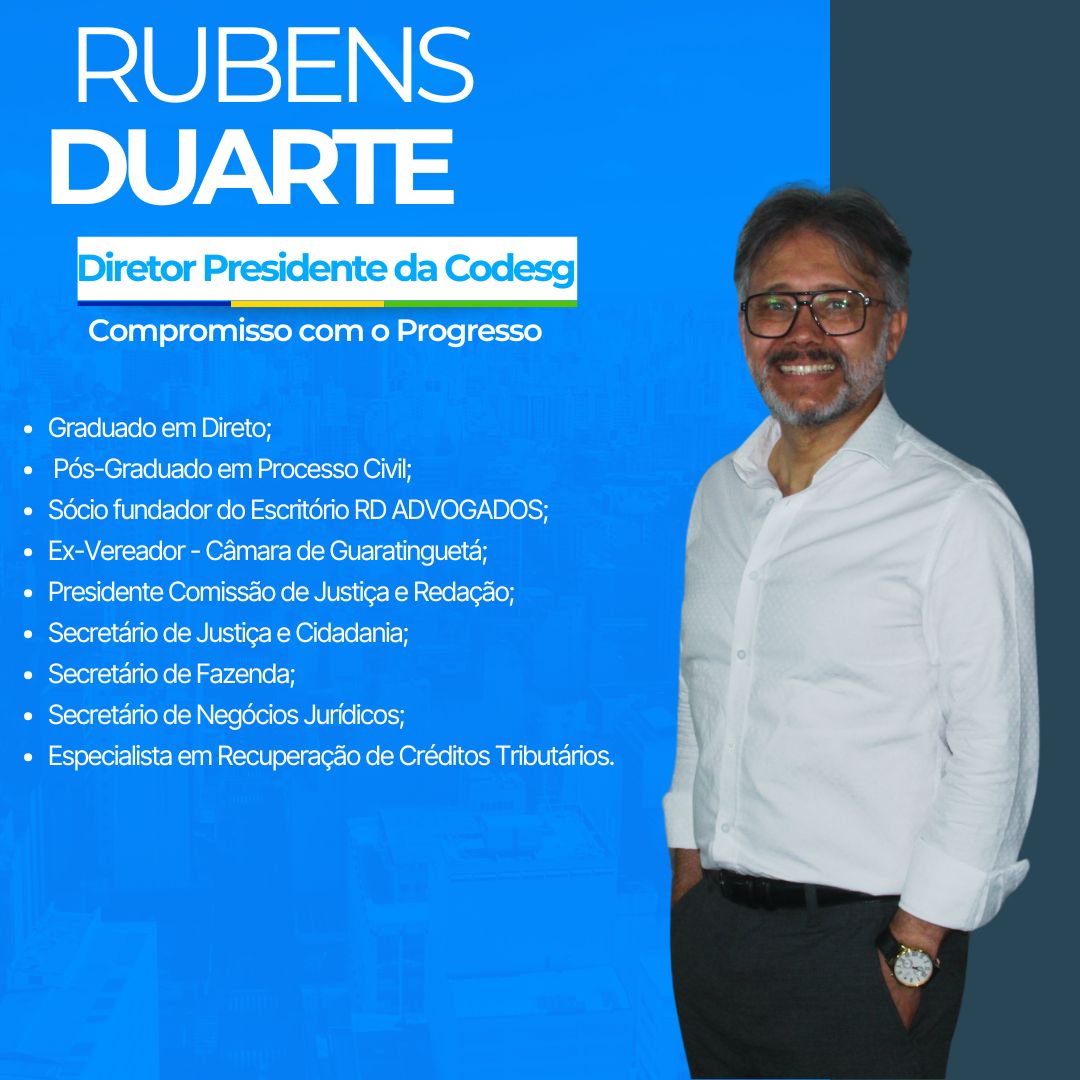 RUBENS
DUARTE
Diretor Presidente da Codesg
Compromisso com o Progresso
• Graduado em Direto;
• Pós-Graduado em Processo Civil;
• Sócio fundador do Escritório RD ADVOGADOS;
• Ex-Vereador - Câmara de Guaratinguetá;
• Presidente Comissão de Justiça e Redação;
• Secretário de Justiça e Cidadania;
• Secretário de Fazenda;
• Secretário de Negócios Jurídicos;
• Especialista em Recuperação de Créditos Tributários.